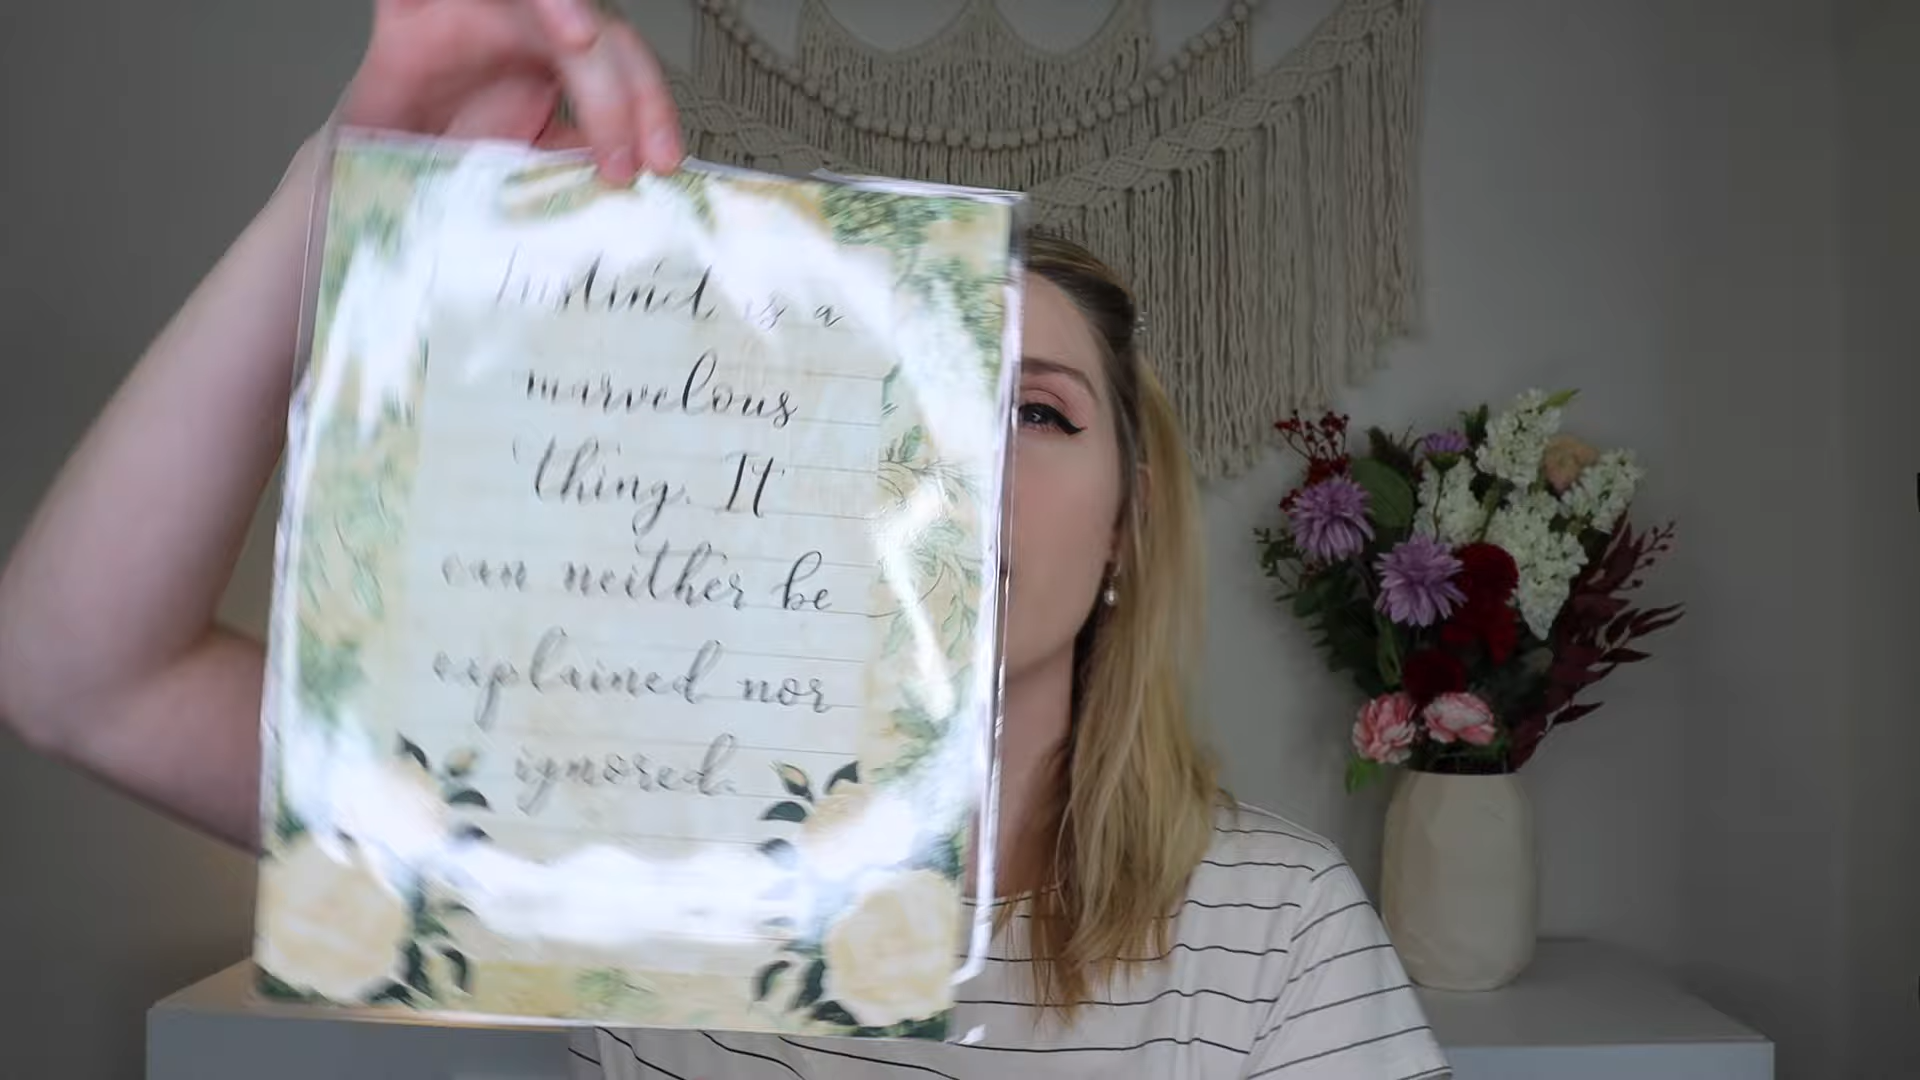 Instinct is a
marvelous
thing. It
can neither be
explained nor
ignored.